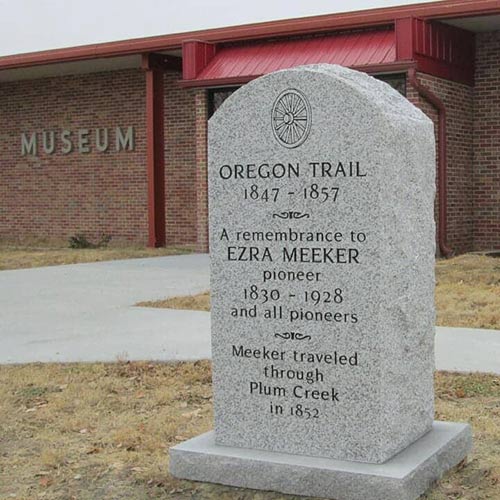 MUSEUM
OREGON TRAIL
1847 - 1857
A remembrance to
EZRA MEEKER
pioneer
1830 - 1928
and all pioneers
Meeker traveled
through
Plum Creek
in 1852